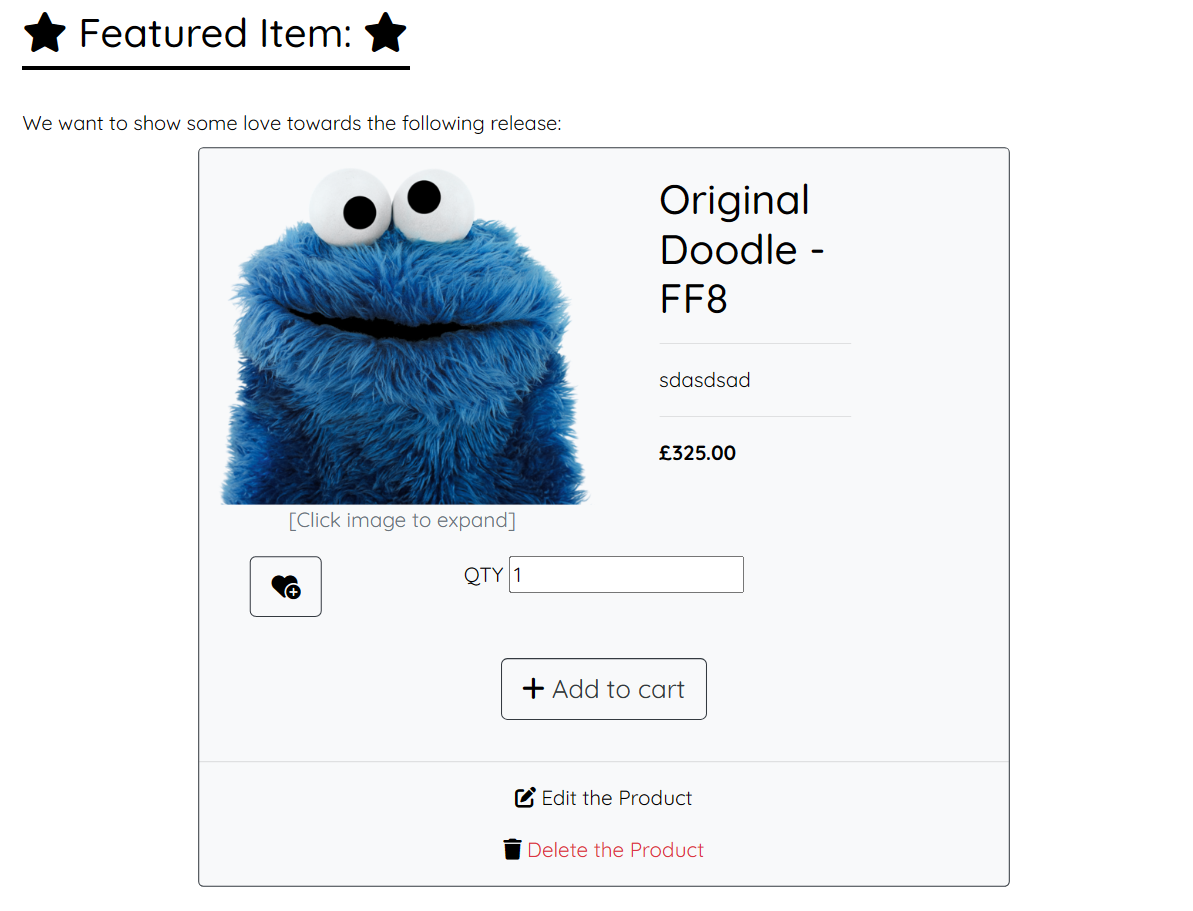 Featured Item:
We want to show some love towards the following release:
Original
Doodle -
FF8
sdasdsad
£325.00
[Click image to expand]
QTY 1
Add to cart
Edit the Product
Delete the Product